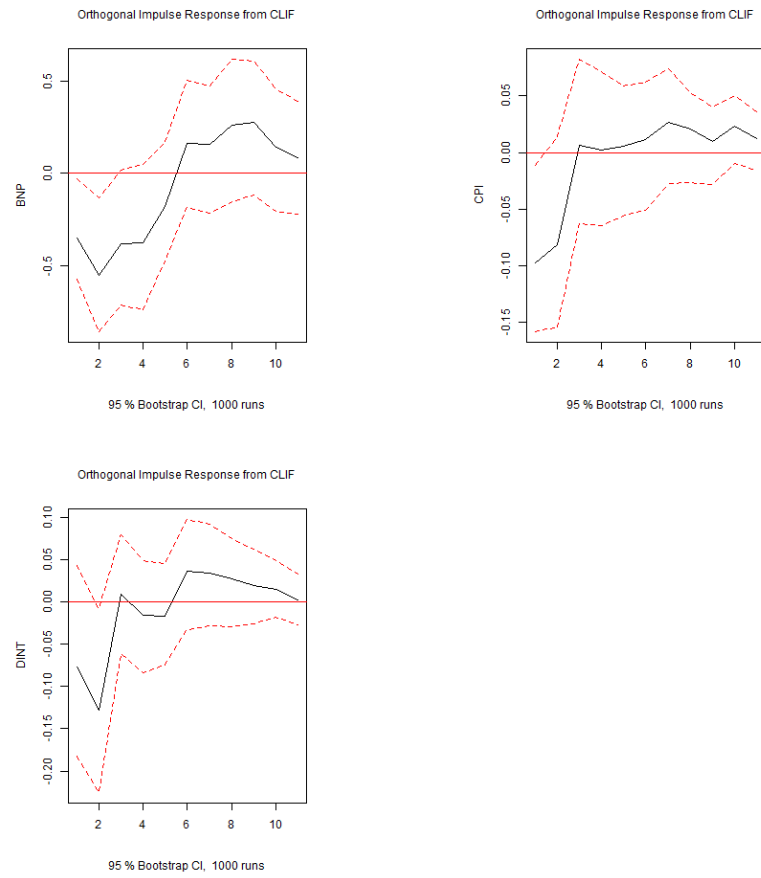 Orthogonal Impulse Response from CLIF
BNP
0.5
0.0
-0.5
2 4 6 8 10
95 % Bootstrap CI, 1000 runs
Orthogonal Impulse Response from CLIF
CPI
0.05
0.00
-0.05
-0.10
-0.15
2 4 6 8 10
95 % Bootstrap CI, 1000 runs
Orthogonal Impulse Response from CLIF
DINT
0.10
0.05
0.00
-0.05
-0.10
-0.15
-0.20
2 4 6 8 10
95 % Bootstrap CI, 1000 runs